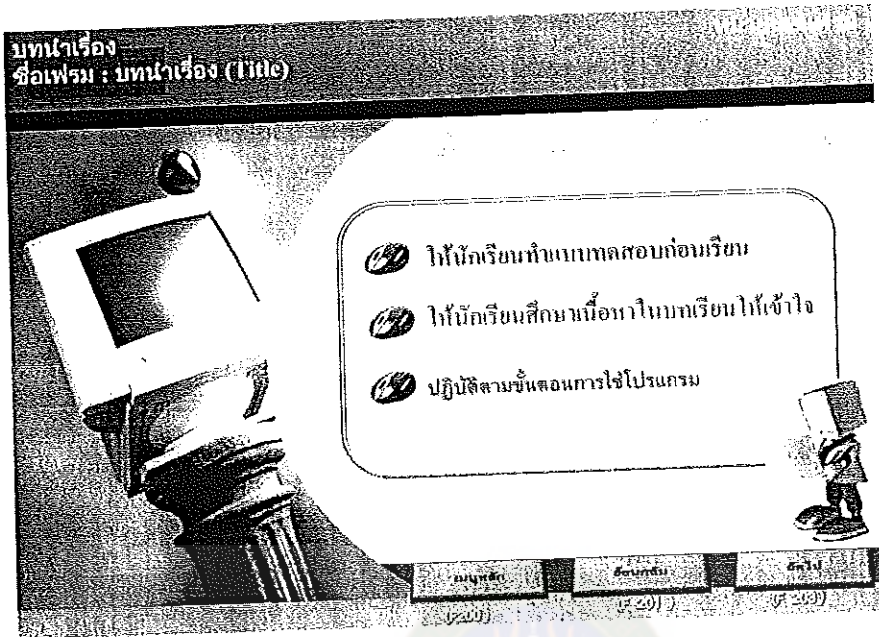 บทนำเรื่อง
ชื่อเฟรม : บทนำเรื่อง (Title)
ให้นักเรียนทำแบบทดสอบก่อนเรียน
ให้นักเรียนศึกษาเนื้อหาในบทเรียนให้เข้าใจ
ปฏิบัติตามขั้นตอนการใช้โปรแกรม
เมนูหลัก ย้อนกลับ ถัดไป
(F 201) (F 203)